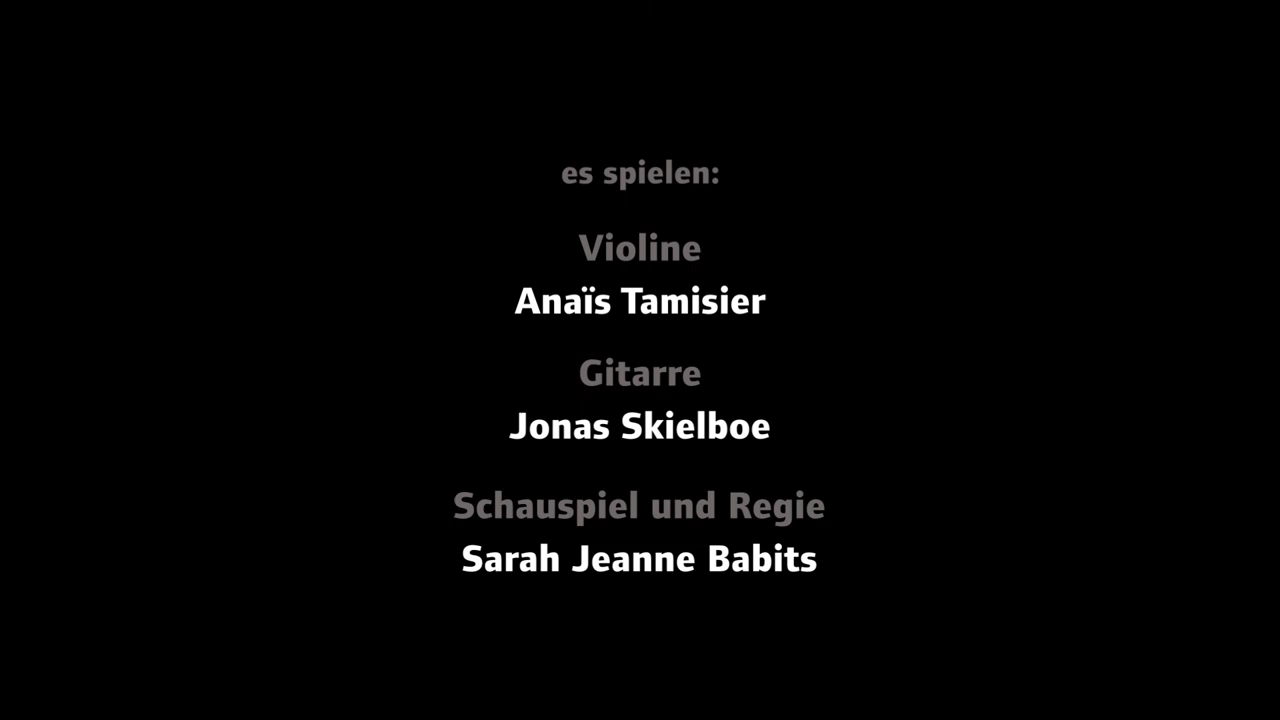 es spielen:
Violine
Anaïs Tamisier
Gitarre
Jonas Skielboe
Schauspiel und Regie
Sarah Jeanne Babits